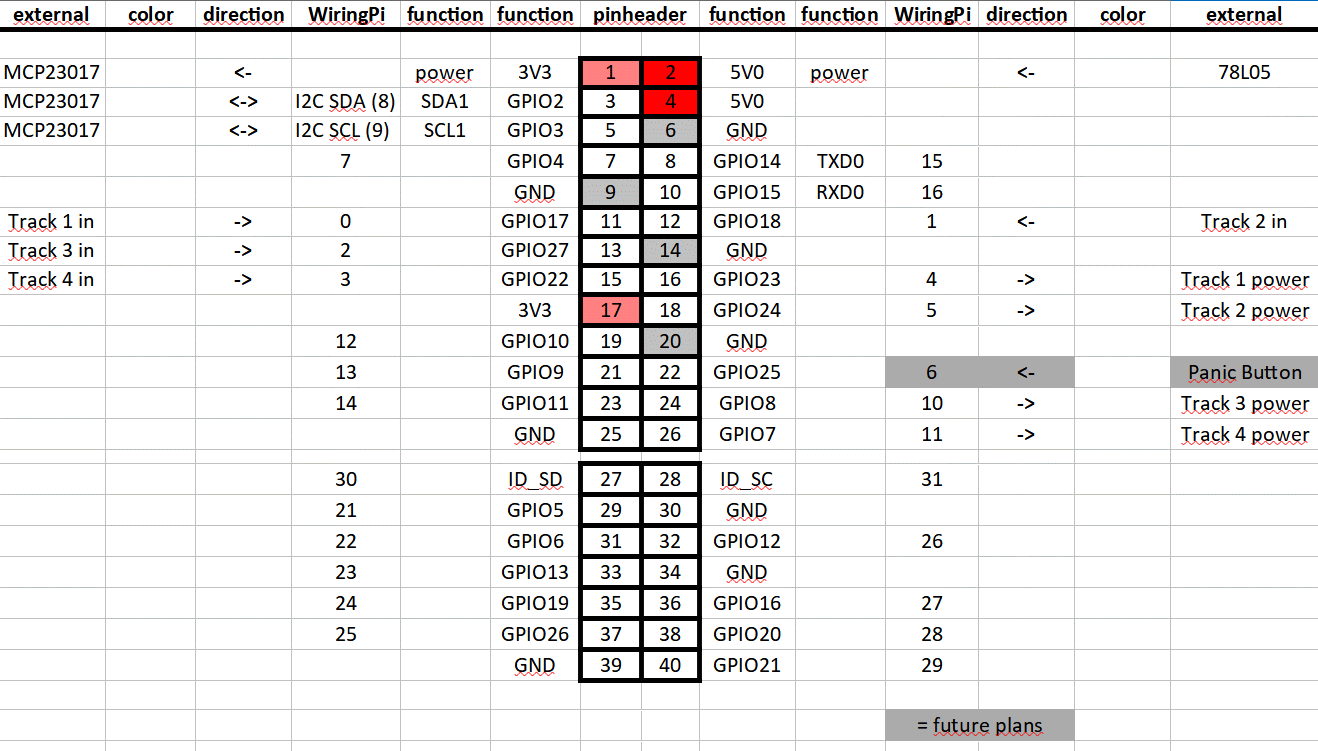 external color direction WiringPi function function pinheader function function WiringPi direction color external
MCP23017 <- power 3V3 1 2 5V0 power <- 78L05
MCP23017 <-> I2C SDA (8) SDA1 GPIO2 3 4 5V0
MCP23017 <-> I2C SCL (9) SCL1 GPIO3 5 6 GND
7 GPIO4 7 8 GPIO14 TXD0 15
GND 9 10 GPIO15 RXD0 16
Track 1 in -> 0 GPIO17 11 12 GPIO18 1 <- Track 2 in
Track 3 in -> 2 GPIO27 13 14 GND
Track 4 in -> 3 GPIO22 15 16 GPIO23 4 -> Track 1 power
3V3 17 18 GPIO24 5 -> Track 2 power
12 GPIO10 19 20 GND
13 GPIO9 21 22 GPIO25 6 <- Panic Button
14 GPIO11 23 24 GPIO8 10 -> Track 3 power
GND 25 26 GPIO7 11 -> Track 4 power
30 ID_SD 27 28 ID_SC 31
21 GPIO5 29 30 GND
22 GPIO6 31 32 GPIO12 26
23 GPIO13 33 34 GND
24 GPIO19 35 36 GPIO16 27
25 GPIO26 37 38 GPIO20 28
GND 39 40 GPIO21 29
= future plans